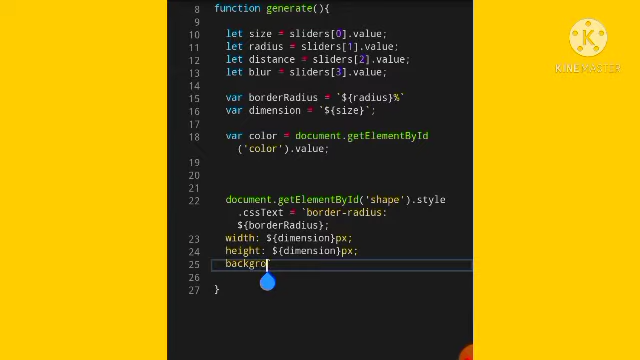 8 function generate(){
9
10 let size = sliders[0].value;
11 let radius = sliders[1].value;
12 let distance = sliders[2].value;
13 let blur = sliders[3].value;
14
15 var borderRadius = `${radius}%`
16 var dimension = `${size}`;
17
18 var color = document.getElementById
('color').value;
19
20
21
22 document.getElementById('shape').style
.cssText = `border-radius:
${borderRadius};
23 width: ${dimension}px;
24 height: ${dimension}px;
25 backgro`
26
27 }
K
KINEMASTER